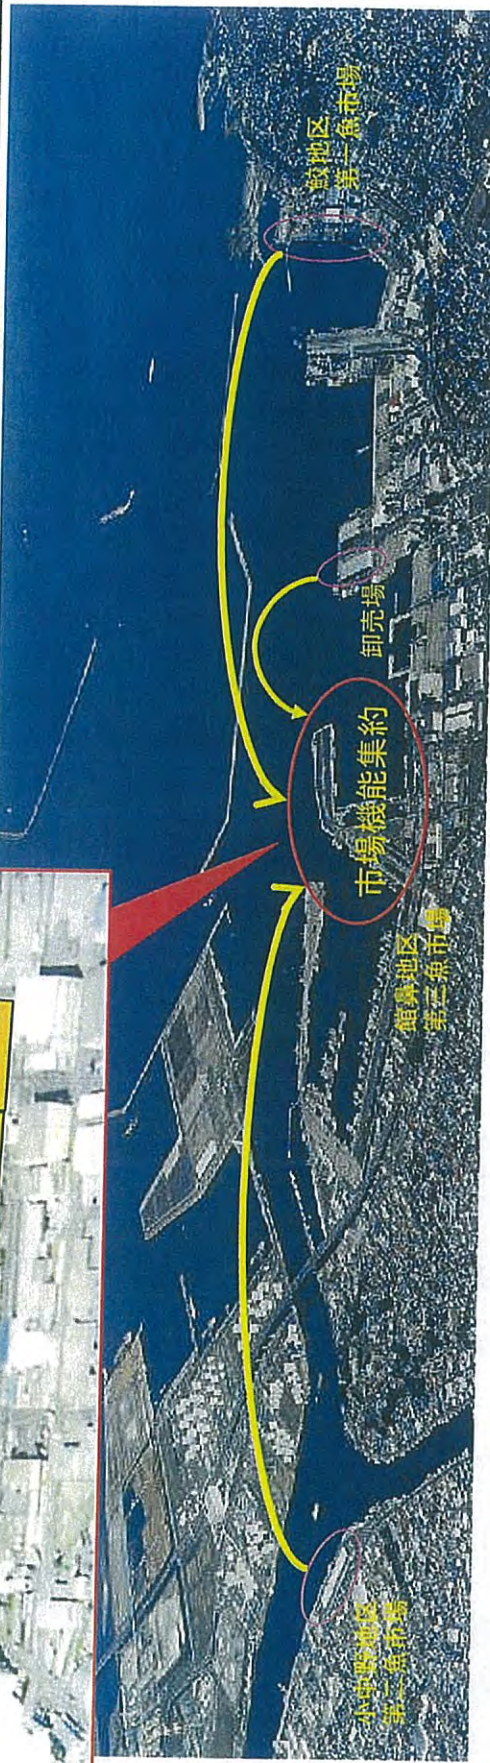 鮫地区
第一魚市場
卸売場
市場機能集約
館鼻地区
第三魚市場
小中野地区
第二魚市場